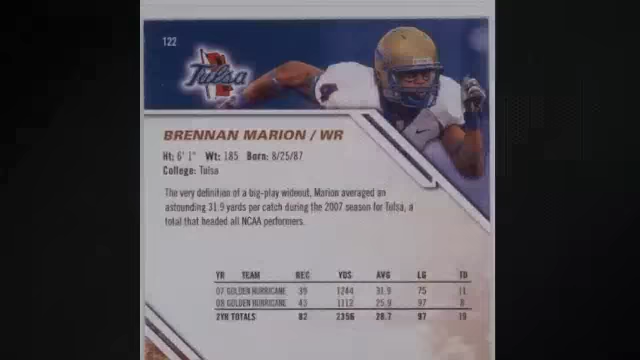 122
Tulsa
BRENNAN MARION / WR
Ht: 6' 1" Wt: 185 Born: 8/25/87
College: Tulsa
The very definition of a big-play wideout, Marion averaged an
astounding 31.9 yards per catch during the 2007 season for Tulsa, a
total that headed all NCAA performers.
YR TEAM REC YDS AVG LG TD
07 GOLDEN HURRICANE 39 1244 31.9 75 11
08 GOLDEN HURRICANE 43 1112 25.9 97 8
2YR TOTALS 82 2356 28.7 97 19